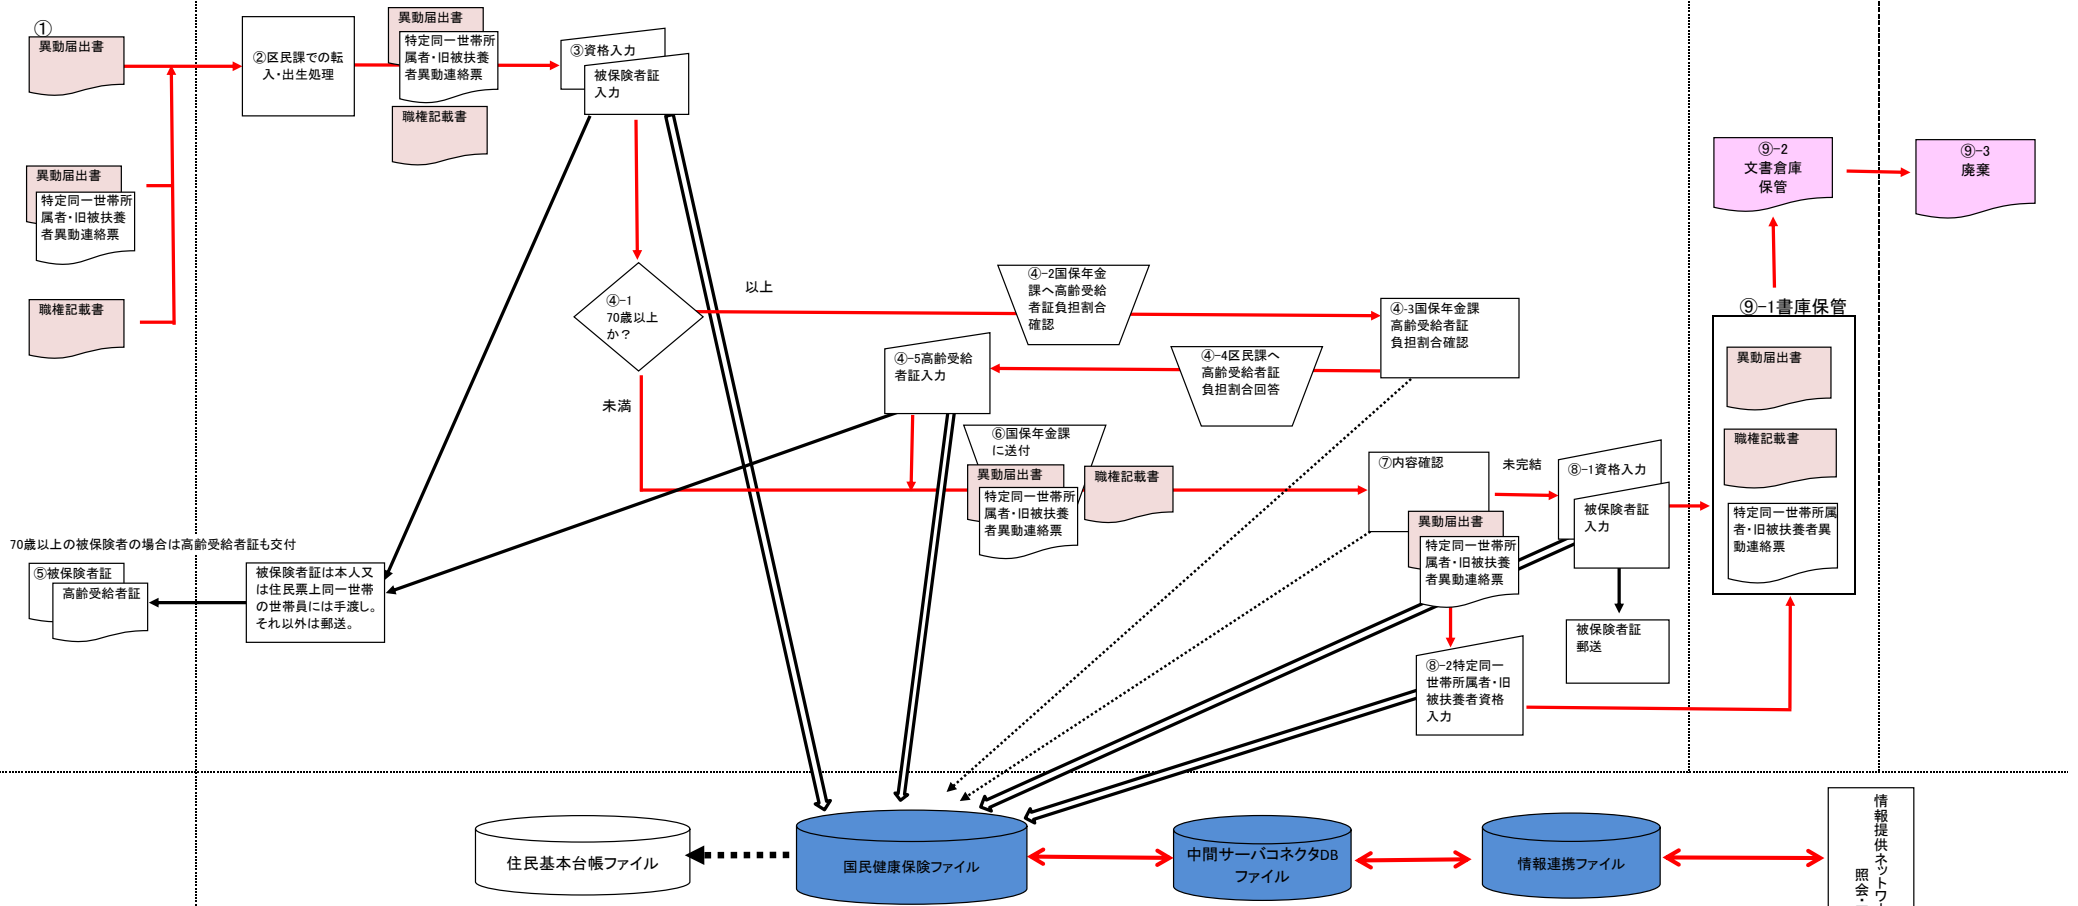 ①
異動届出書
異動届出書
特定同一世帯所
属者・旧被扶養
者異動連絡票
職権記載書
②区民課での転
入・出生処理
異動届出書
特定同一世帯所
属者・旧被扶養
者異動連絡票
職権記載書
③資格入力
被保険者証
入力
④-1
70歳以上
か？
以上
未満
④-2国保年金
課へ高齢受給
者証負担割合
確認
④-3国保年金課
高齢受給者証
負担割合確認
④-4区民課へ
高齢受給者証
負担割合回答
④-5高齢受給
者証入力
70歳以上の被保険者の場合は高齢受給者証も交付
⑤被保険者証
高齢受給者証
被保険者証は本人又
は住民票上同一世帯
の世帯員には手渡し。
それ以外は郵送。
⑥国保年金課
に送付
異動届出書
特定同一世帯所
属者・旧被扶養
者異動連絡票
職権記載書
⑦内容確認
異動届出書
特定同一世帯所
属者・旧被扶養
者異動連絡票
未完結
⑧-1資格入力
被保険者証
入力
被保険者証
郵送
⑧-2特定同一
世帯所属者・旧
被扶養者資格
入力
⑨-1書庫保管
異動届出書
職権記載書
特定同一世帯所属
者・旧被扶養者異
動連絡票
⑨-2
文書倉庫
保管
⑨-3
廃棄
住民基本台帳ファイル
国民健康保険ファイル
中間サーバコネクタDB
ファイル
情報連携ファイル
情報提供ネットワ
照会・